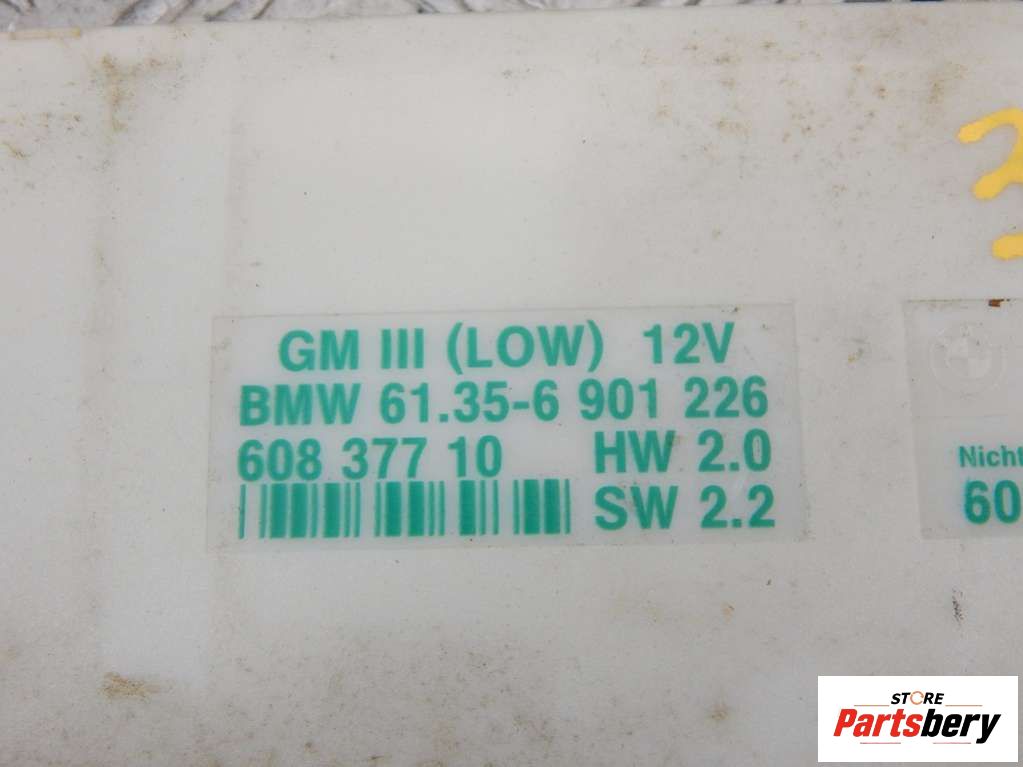 3
GM III (LOW) 12V
BMW 61.35-6 901 226
608 377 10 HW 2.0
SW 2.2
Nicht
60
STORE
Partsbery